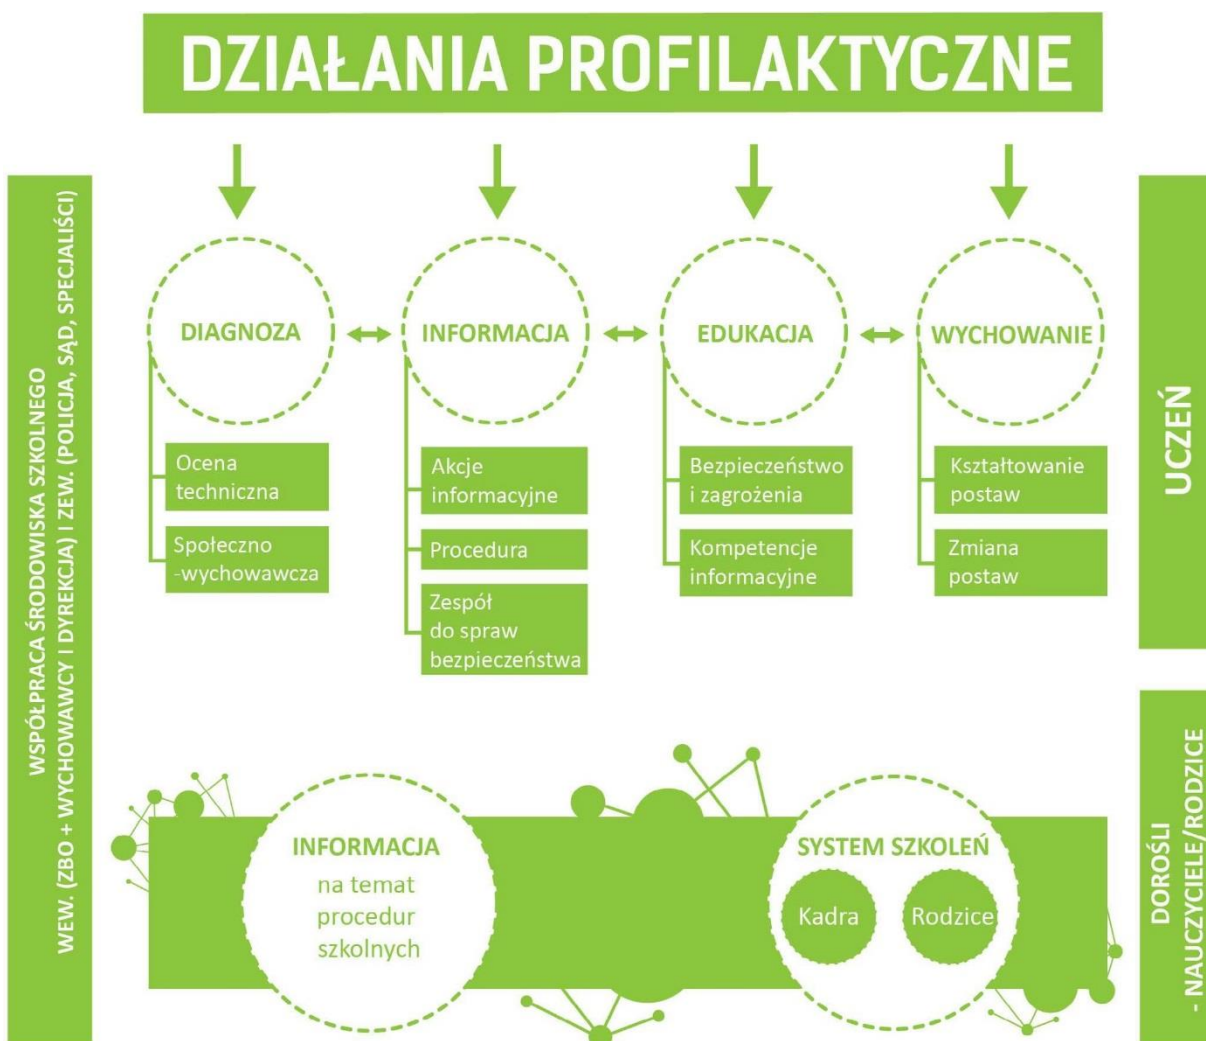 DZIAŁANIA PROFILAKTYCZNE
WSPÓŁPRACA ŚRODOWISKA SZKOLNEGO
WEW. (ZBO + WYCHOWAWCY I DYREKCJA) I ZEW. (POLICJA, SĄD, SPECJALIŚCI)
DIAGNOZA
Ocena
techniczna
Społeczno
-wychowawcza
INFORMACJA
Akcje
informacyjne
Procedura
Zespół
do spraw
bezpieczeństwa
EDUKACJA
Bezpieczeństwo
i zagrożenia
Kompetencje
informacyjne
WYCHOWANIE
Kształtowanie
postaw
Zmiana
postaw
UCZEŃ
INFORMACJA
na temat
procedur
szkolnych
SYSTEM SZKOLEŃ
Kadra
Rodzice
DOROŚLI
- NAUCZYCIELE/RODZICE